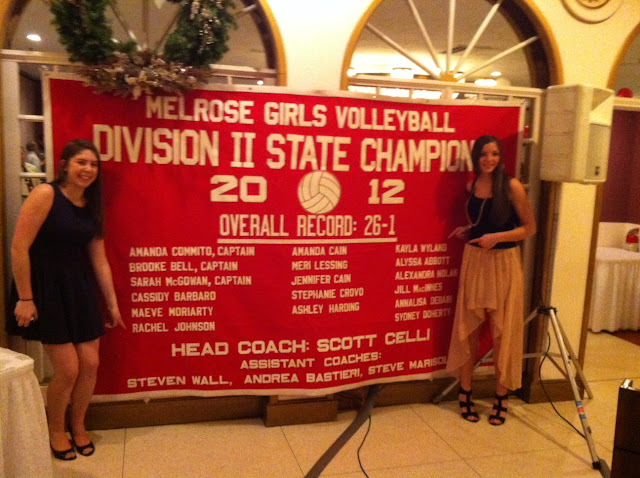 MELROSE GIRLS VOLLEYBALL
DIVISION II STATE CHAMPION
20 12
OVERALL RECORD: 26-1
AMANDA COMMITO, CAPTAIN
BROOKE BELL, CAPTAIN
SARAH McGOWAN, CAPTAIN
CASSIDY BARBARO
MAEVE MORIARTY
RACHEL JOHNSON
AMANDA CAIN
MERI LESSING
JENNIFER CAIN
STEPHANIE CROVO
ASHLEY HARDING
KAYLA WYLAND
ALYSSA ABBOTT
ALEXANDRA NOLAN
JILL McINNES
ANNALISA
SYDNEY DOHERTY
HEAD COACH: SCOTT CELLI
ASSISTANT COACHES:
STEVEN WALL, ANDREA BASTIERI, STEVE